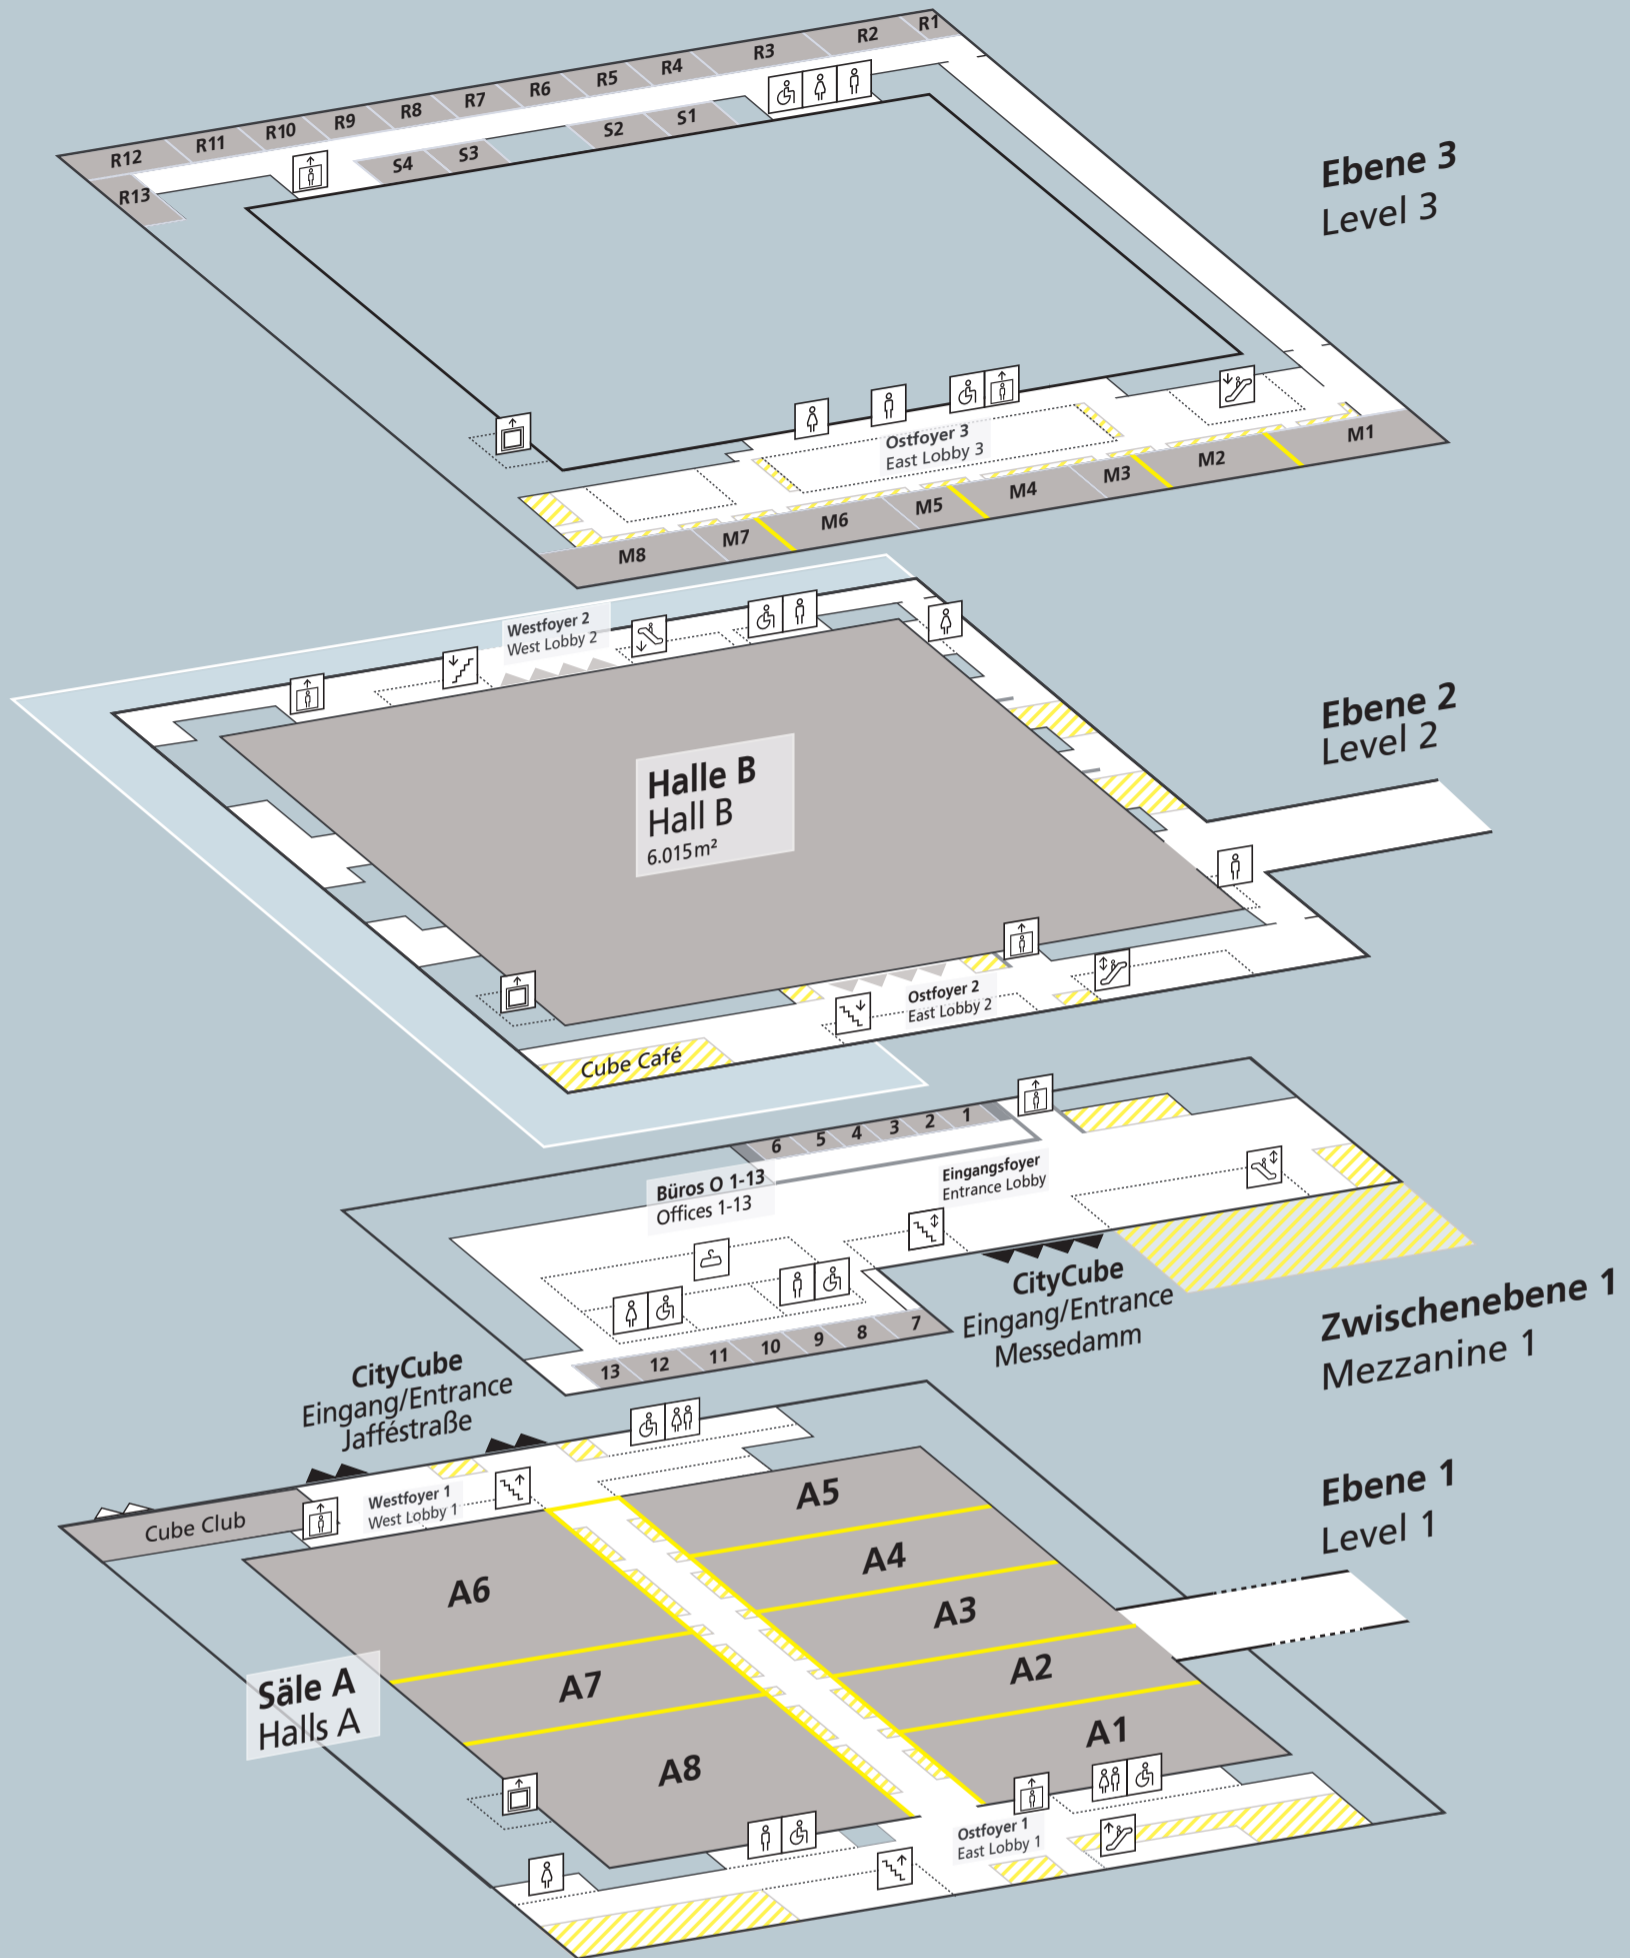 R1
R2
R3
R4
R5
R6
R7
R8
R9
R10
R11
R12
R13
S1
S2
S3
S4
Ebene 3
Level 3
Ostfoyer 3
East Lobby 3
M1
M2
M3
M4
M5
M6
M7
M8
Westfoyer 2
West Lobby 2
Halle B
Hall B
6.015 m²
Ebene 2
Level 2
Ostfoyer 2
East Lobby 2
Cube Café
6
5
4
3
2
1
Büros O 1-13
Offices 1-13
Eingangsfoyer
Entrance Lobby
13
12
11
10
9
8
7
CityCube
Eingang/Entrance
Messedamm
Zwischenebene 1
Mezzanine 1
CityCube
Eingang/Entrance
Jafféstraße
Cube Club
Westfoyer 1
West Lobby 1
A5
A4
A3
A2
A1
A6
A7
A8
Säle A
Halls A
Ebene 1
Level 1
Ostfoyer 1
East Lobby 1